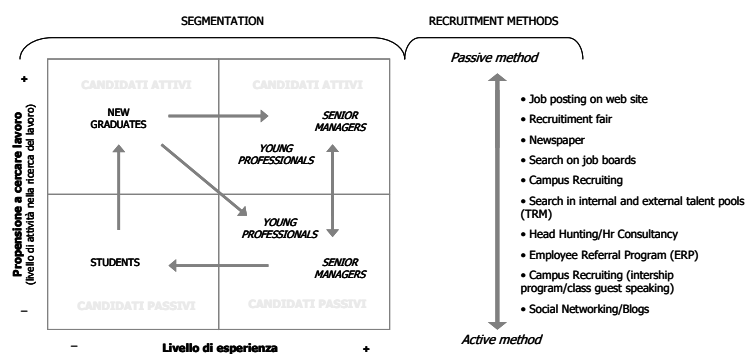 SEGMENTATION
RECRUITMENT METHODS
Passive method
+
CANDIDATI ATTIVI
CANDIDATI ATTIVI
NEW
GRADUATES
SENIOR
MANAGERS
YOUNG
PROFESSIONALS
Propensione a cercare lavoro
(livello di attività nella ricerca del lavoro)
YOUNG
PROFESSIONALS
STUDENTS
SENIOR
MANAGERS
CANDIDATI PASSIVI
CANDIDATI PASSIVI
–
–
Livello di esperienza
+
• Job posting on web site
• Recruitiment fair
• Newspaper
• Search on job boards
• Campus Recruiting
• Search in internal and external talent pools
(TRM)
• Head Hunting/Hr Consultancy
• Employee Referral Program (ERP)
• Campus Recruiting (intership
program/class guest speaking)
• Social Networking/Blogs
Active method